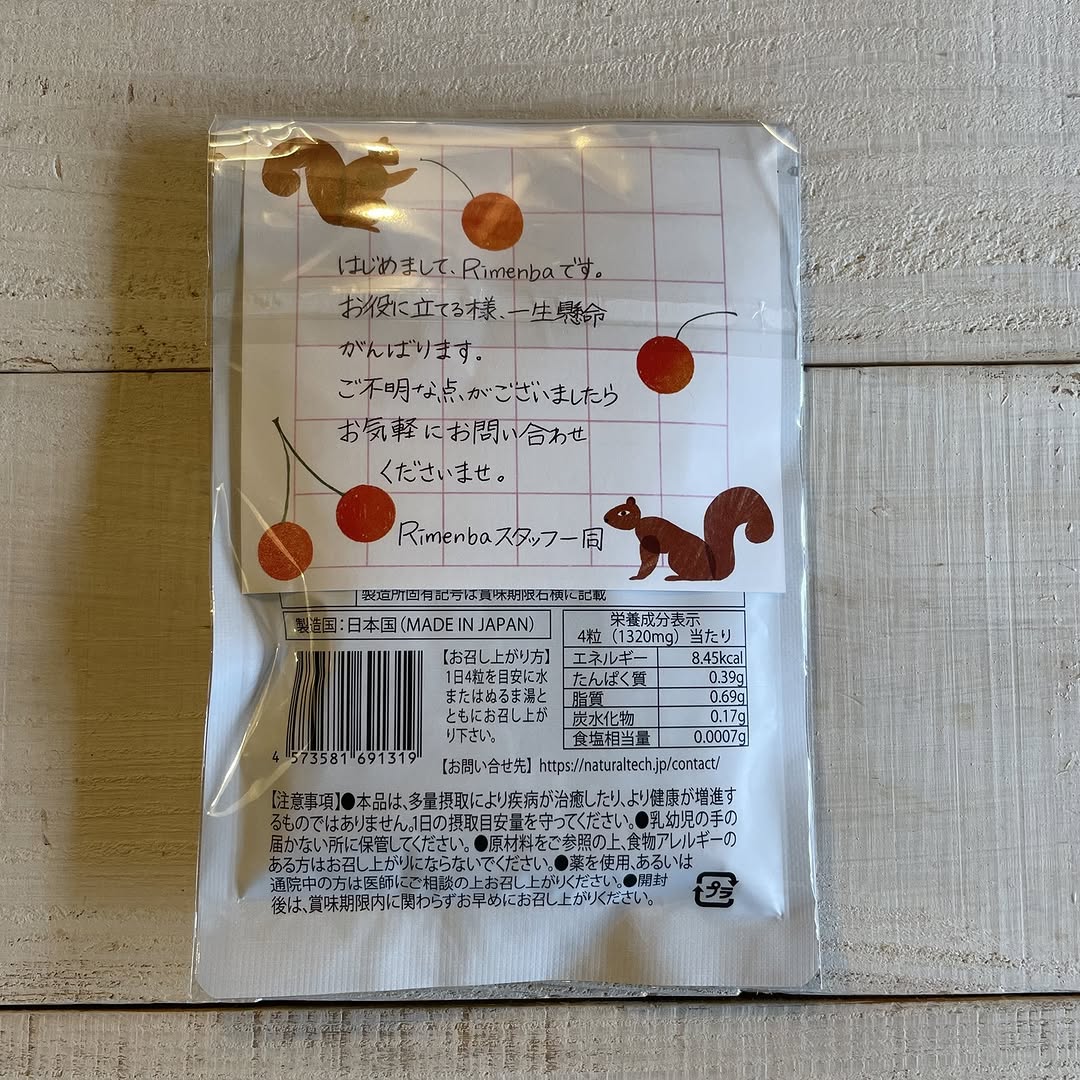 はじめまして、Rimenbaです。
お役に立てる様、一生懸命
がんばります。
ご不明な点、がございましたら
お気軽にお問い合わせ
くださいませ。
Rimenbaスタッフ一同
製造所固有記号は賞味期限右横に記載
製造国:日本国(MADE IN JAPAN)
4 573581 691319
【お召し上がり方】
1日4粒を目安に水
またはぬるま湯と
ともにお召し上が
り下さい。
栄養成分表示
4粒(1320mg)当たり
エネルギー 8.45kcal
たんぱく質 0.39g
脂質 0.69g
炭水化物 0.17g
食塩相当量 0.0007g
【お問い合せ先】https://naturaltech.jp/contact/
【注意事項】●本品は、多量摂取により疾病が治癒したり、より健康が増進す
るものではありません。1日の摂取目安量を守ってください。●乳幼児の手の
届かない所に保管してください。●原材料をご参照の上、食物アレルギーの
ある方はお召し上がりにならないでください。●薬を使用、あるいは
通院中の方は医師にご相談の上お召し上がりください。●開封
後は、賞味期限内に関わらずお早めにお召し上がりください。
プラ